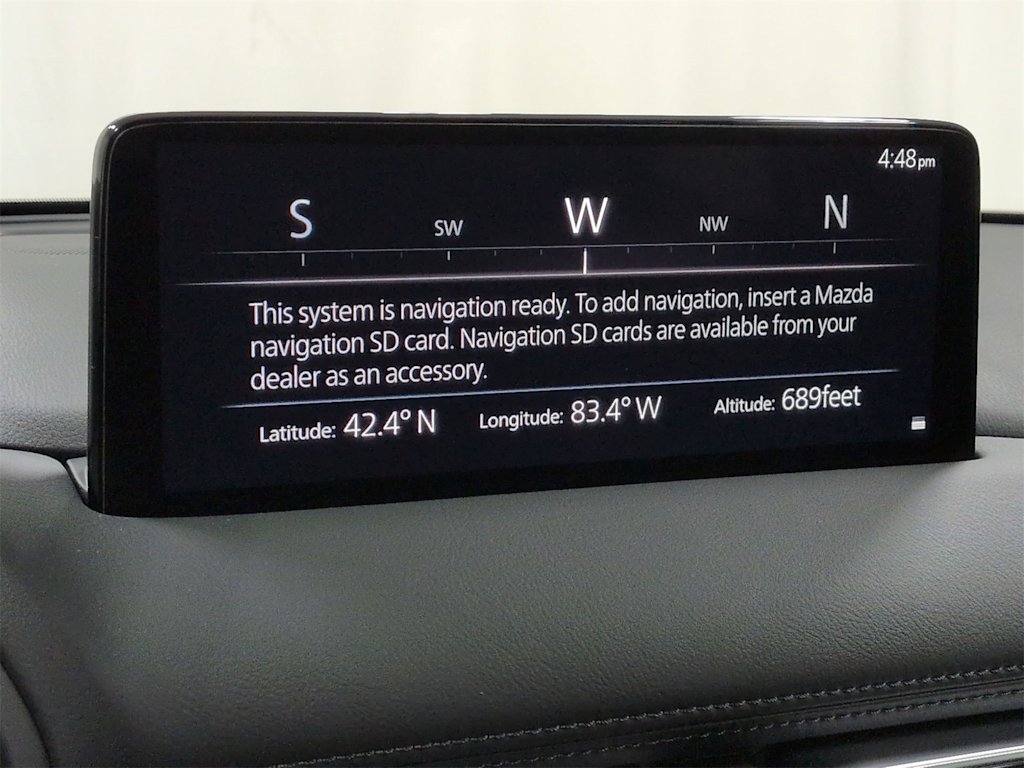 4:48pm
S SW W NW N
This system is navigation ready. To add navigation, insert a Mazda
navigation SD card. Navigation SD cards are available from your
dealer as an accessory.
Latitude: 42.4° N Longitude: 83.4° W Altitude: 689feet